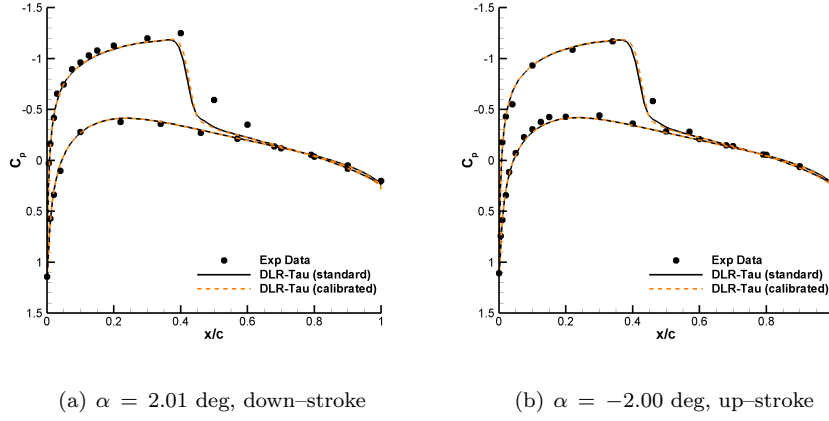 -1.5
-1
-0.5
0
0.5
1
1.5
Cp
0 0.2 0.4 0.6 0.8 1
x/c
Exp Data
DLR-Tau (standard)
DLR-Tau (calibrated)
(a) α = 2.01 deg, down–stroke
-1.5
-1
-0.5
0
0.5
1
1.5
Cp
0 0.2 0.4 0.6 0.8
x/c
Exp Data
DLR-Tau (standard)
DLR-Tau (calibrated)
(b) α = −2.00 deg, up–stroke